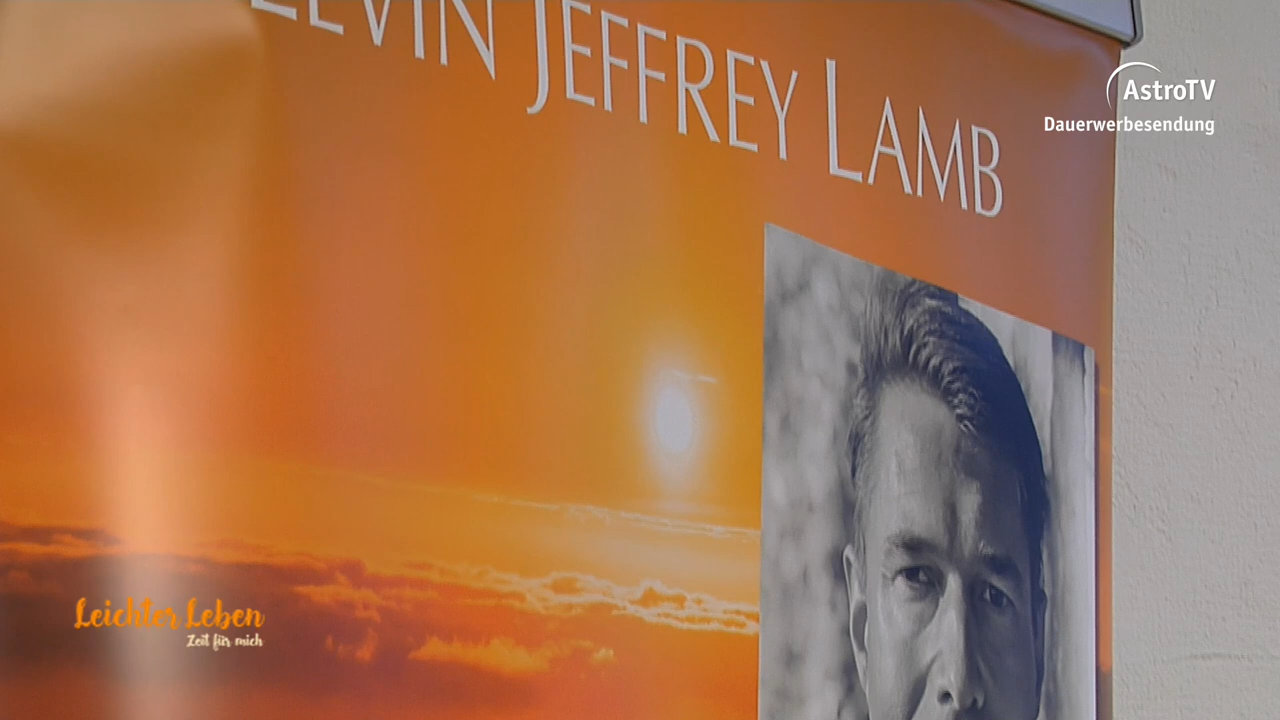 JEFFREY LAMB
AstroTV
Dauerwerbesendung
Leichter Leben
Zeit für mich